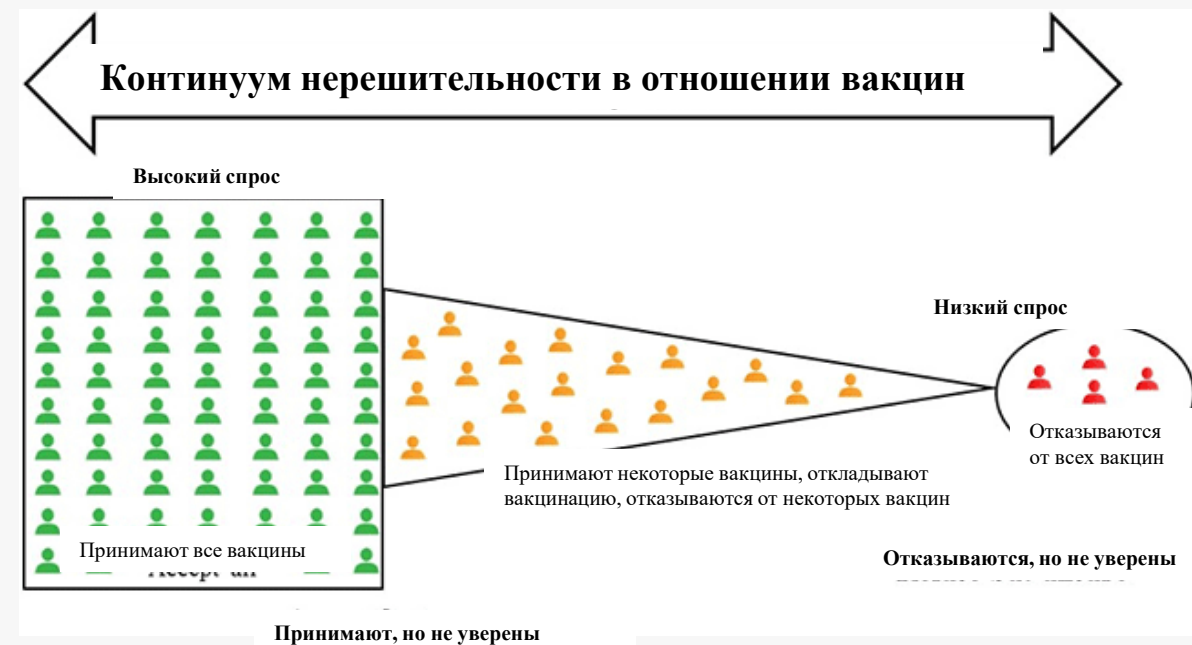 Континуум нерешительности в отношении вакцин
Высокий спрос
Низкий спрос
Отказываются
от всех вакцин
Принимают некоторые вакцины, откладывают
вакцинацию, отказываются от некоторых вакцин
Принимают все вакцины
Отказываются, но не уверены
Принимают, но не уверены